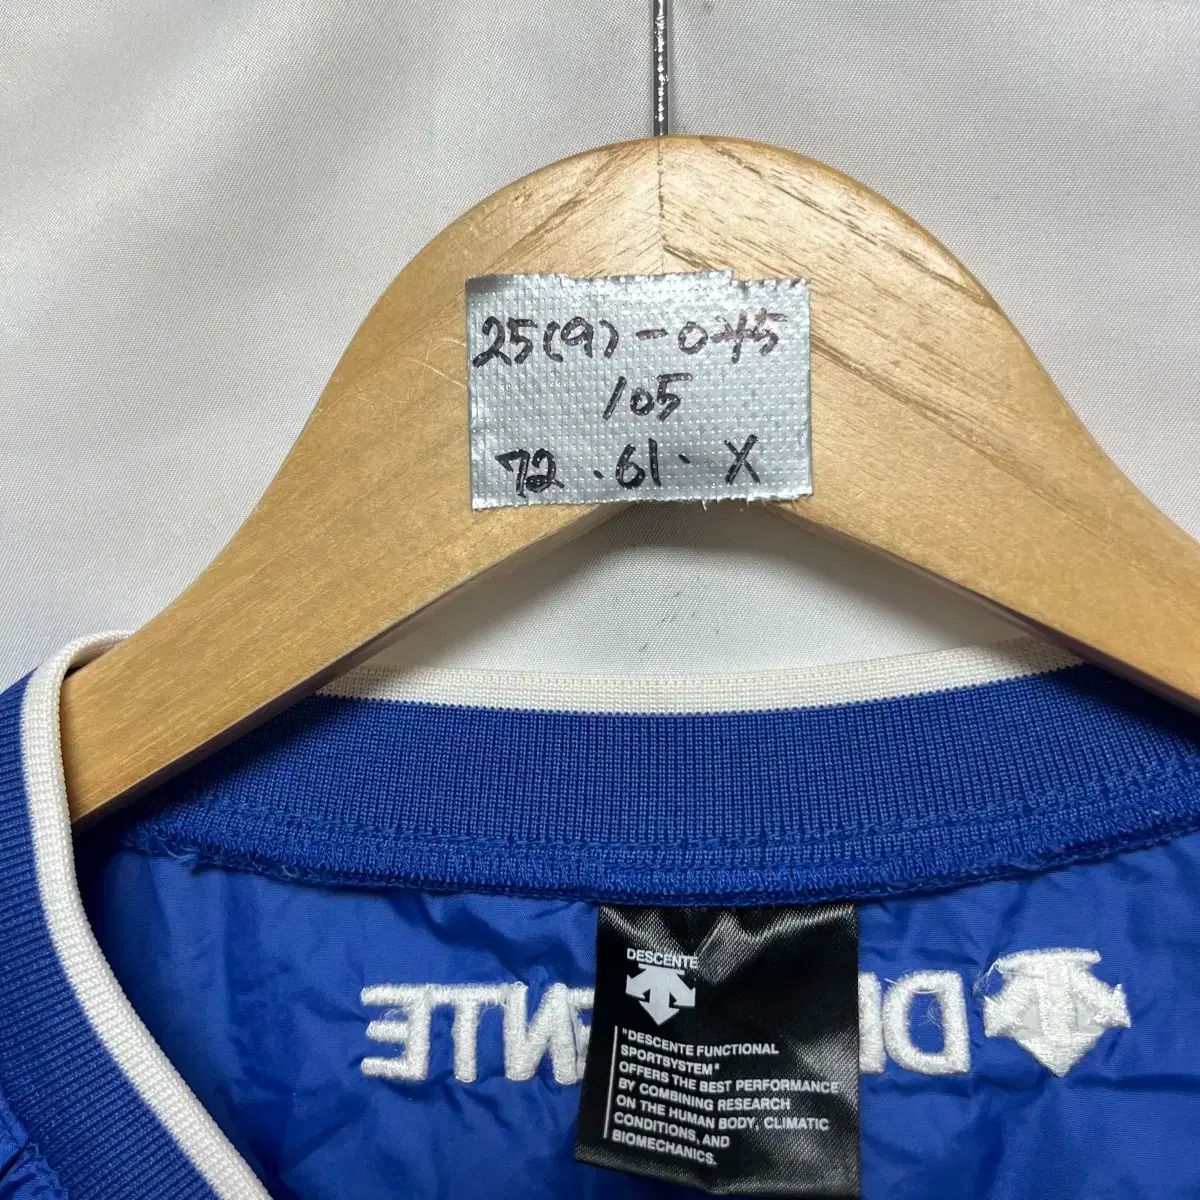 25(9)-045
105
72.61.X
DESCENTE
"DESCENTE FUNCTIONAL
SPORTSYSTEM"
OFFERS THE BEST PERFORMANCE
BY COMBINING RESEARCH
ON THE HUMAN BODY, CLIMATIC
CONDITIONS, AND
BIOMECHANICS.